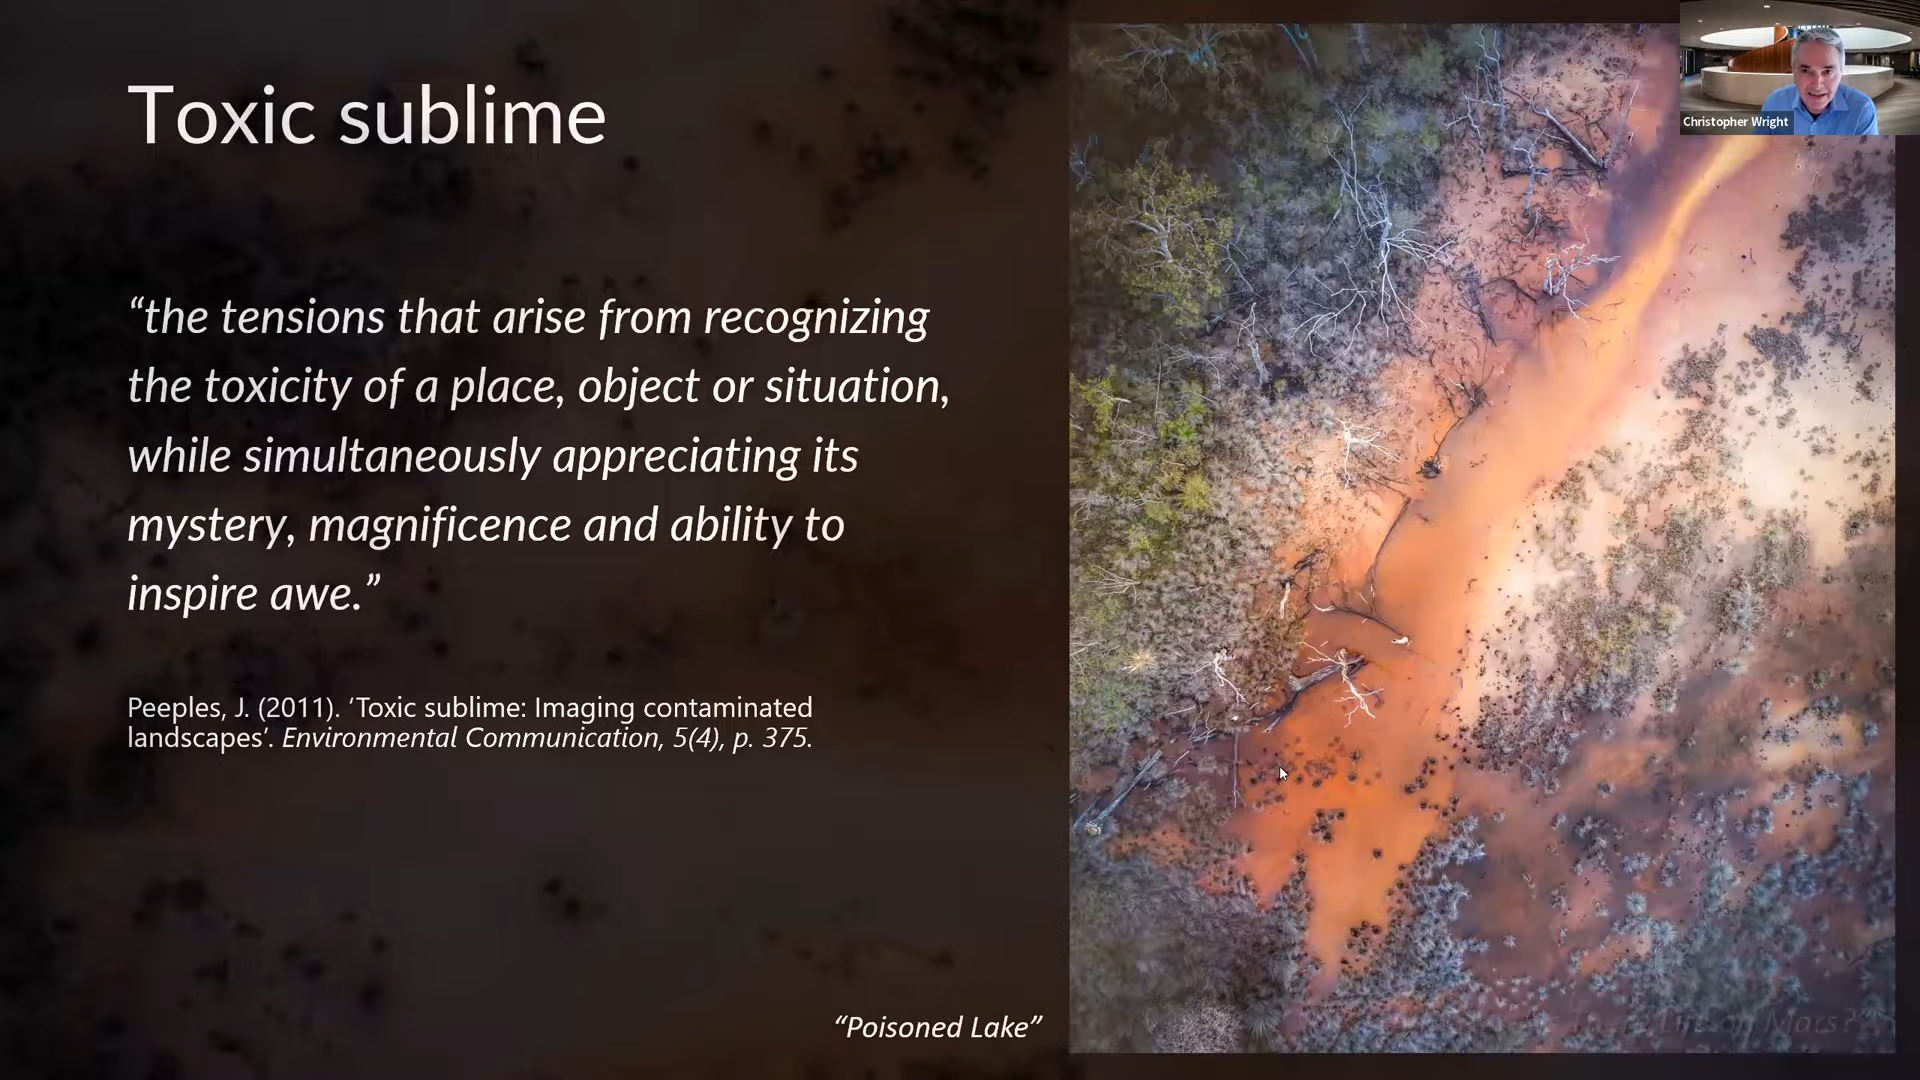 Toxic sublime
Christopher Wright
“the tensions that arise from recognizing
the toxicity of a place, object or situation,
while simultaneously appreciating its
mystery, magnificence and ability to
inspire awe.”
Peeples, J. (2011). ‘Toxic sublime: Imaging contaminated
landscapes’. Environmental Communication, 5(4), p. 375.
“Poisoned Lake”
Mars?”